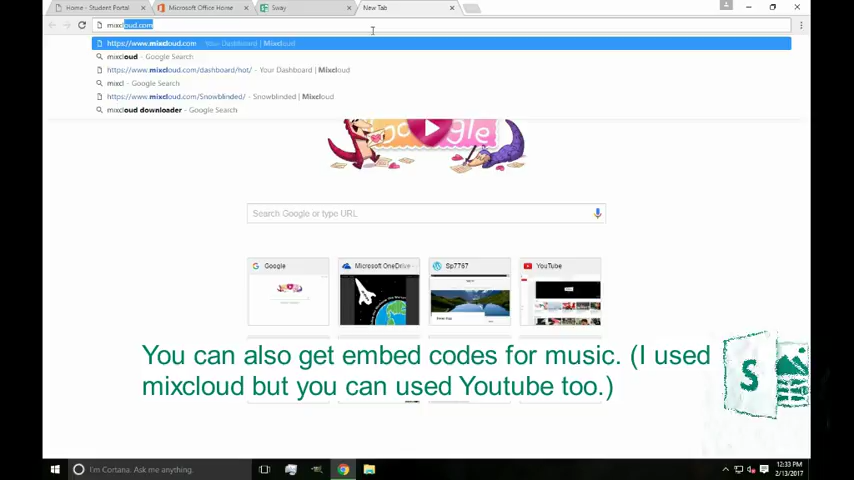 Home - Student Portal
Microsoft Office Home
Sway
New Tab
mixcloud.com
https://www.mixcloud.com Your Dashboard | Mixcloud
mixcloud - Google Search
https://www.mixcloud.com/dashboard/hot/ - Your Dashboard | Mixcloud
mixcl - Google Search
https://www.mixcloud.com/Snowblinded/ - Snowblinded | Mixcloud
mixcloud downloader - Google Search
Search Google or type URL
Google
Microsoft OneDrive -
Sp7767
YouTube
You can also get embed codes for music. (I used
mixcloud but you can used Youtube too.)
S
I'm Cortana. Ask me anything.
12:33 PM
2/13/2017